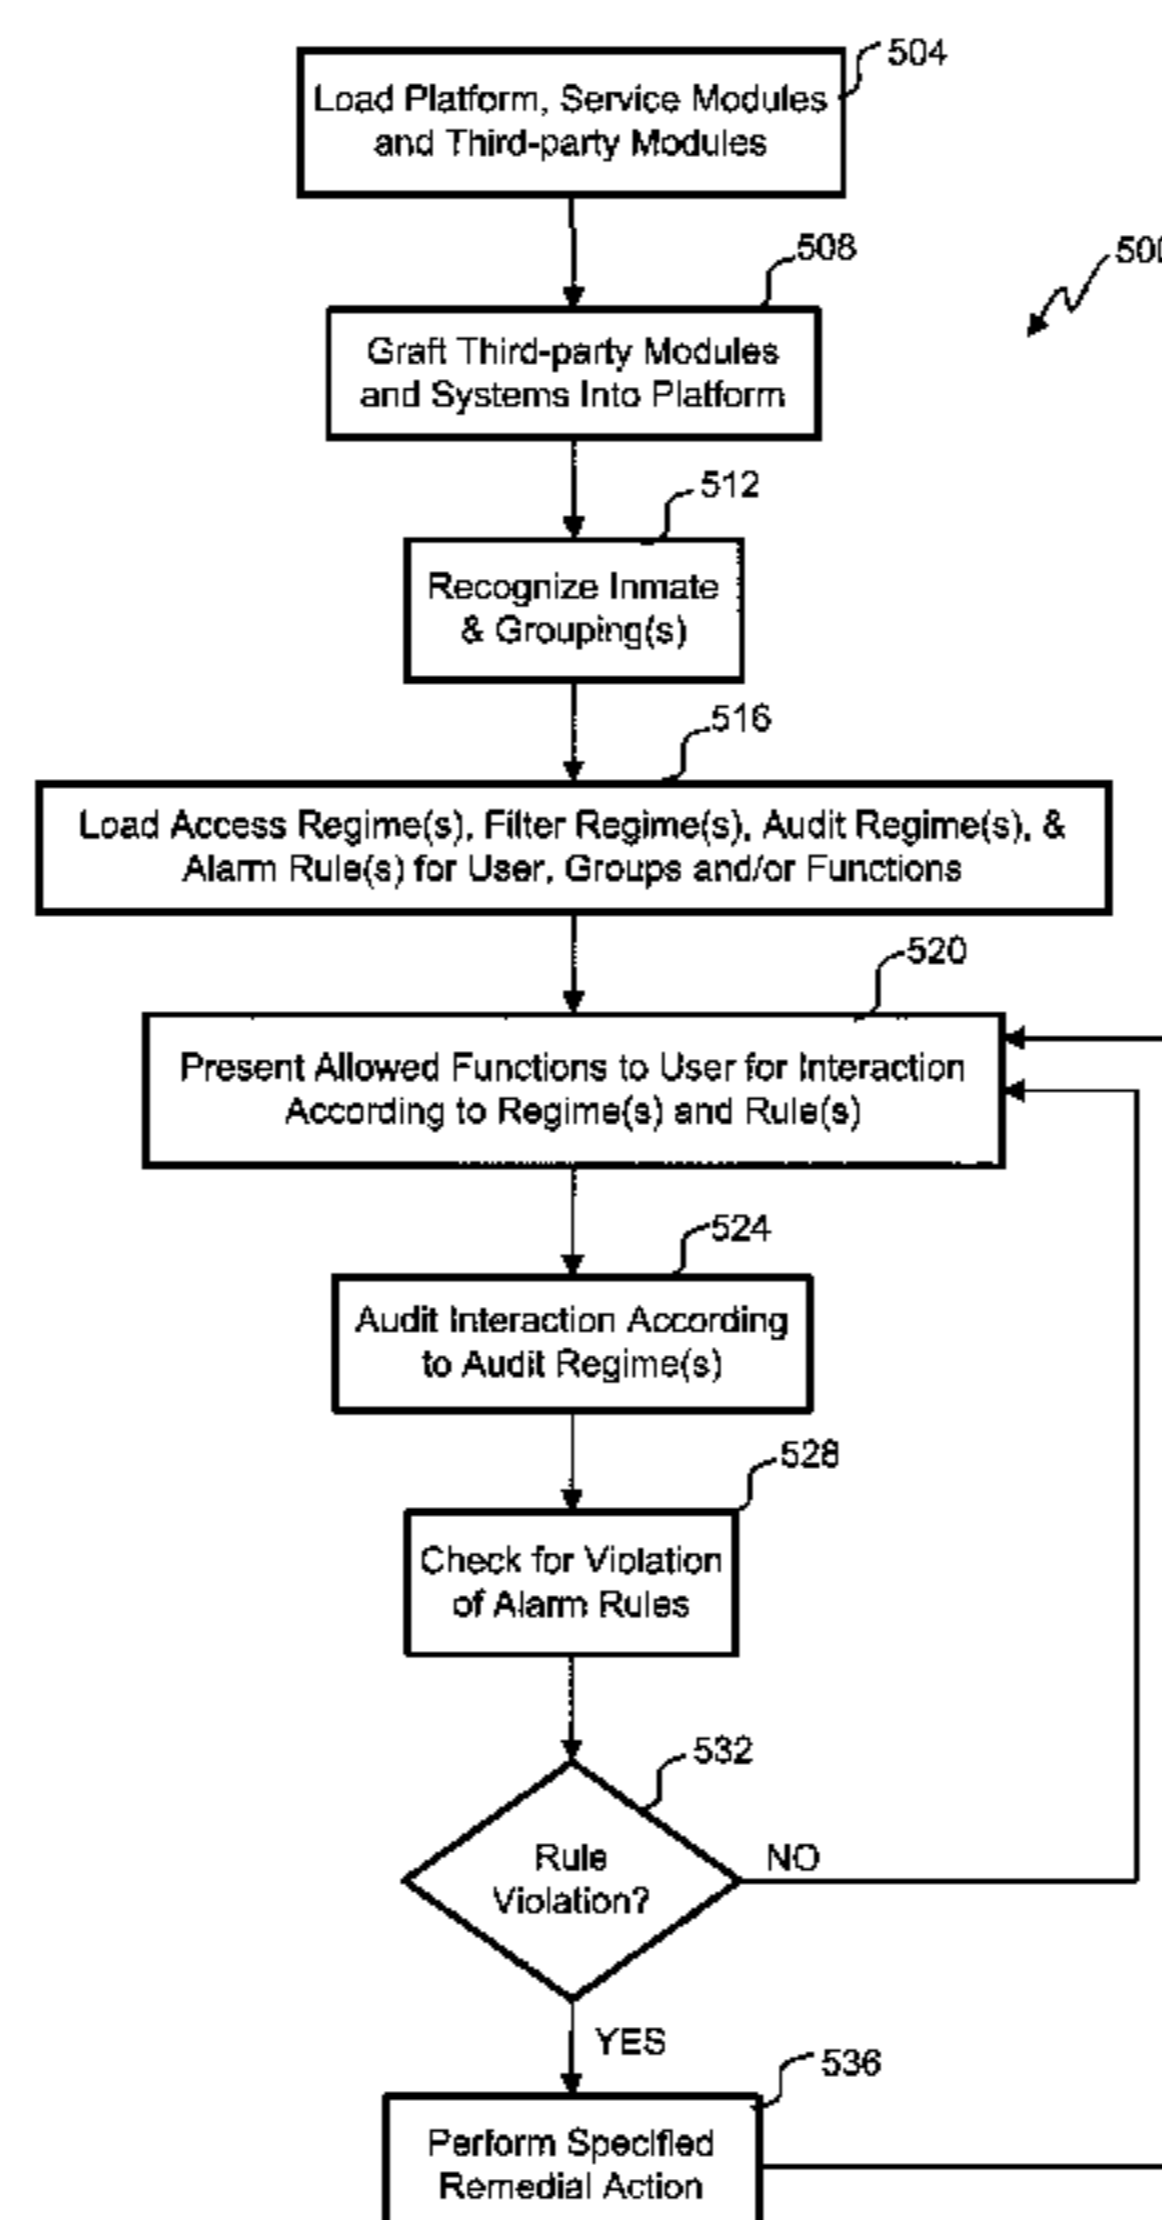 504
Load Platform, Service Modules
and Third-party Modules
508
500
Graft Third-party Modules
and Systems Into Platform
512
Recognize Inmate
& Grouping(s)
516
Load Access Regime(s), Filter Regime(s), Audit Regime(s), &
Alarm Rule(s) for User, Groups and/or Functions
520
Present Allowed Functions to User for Interaction
According to Regime(s) and Rule(s)
524
Audit Interaction According
to Audit Regime(s)
528
Check for Violation
of Alarm Rules
532
Rule
Violation?
NO
YES
536
Perform Specified
Remedial Action